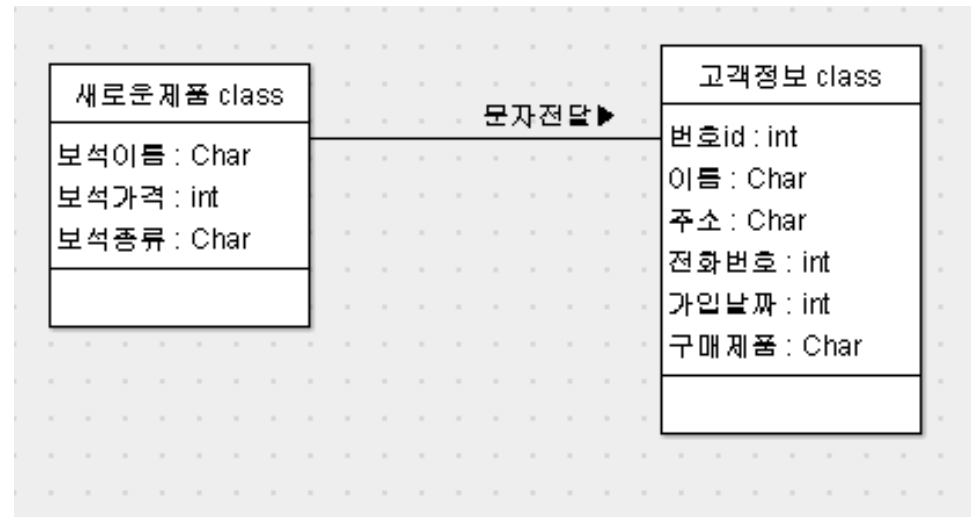 새로운제품 class
보석이름 : Char
보석가격 : int
보석종류 : Char
문자전달▶
고객정보 class
번호id : int
이름 : Char
주소 : Char
전화번호 : int
가입날짜 : int
구매제품 : Char